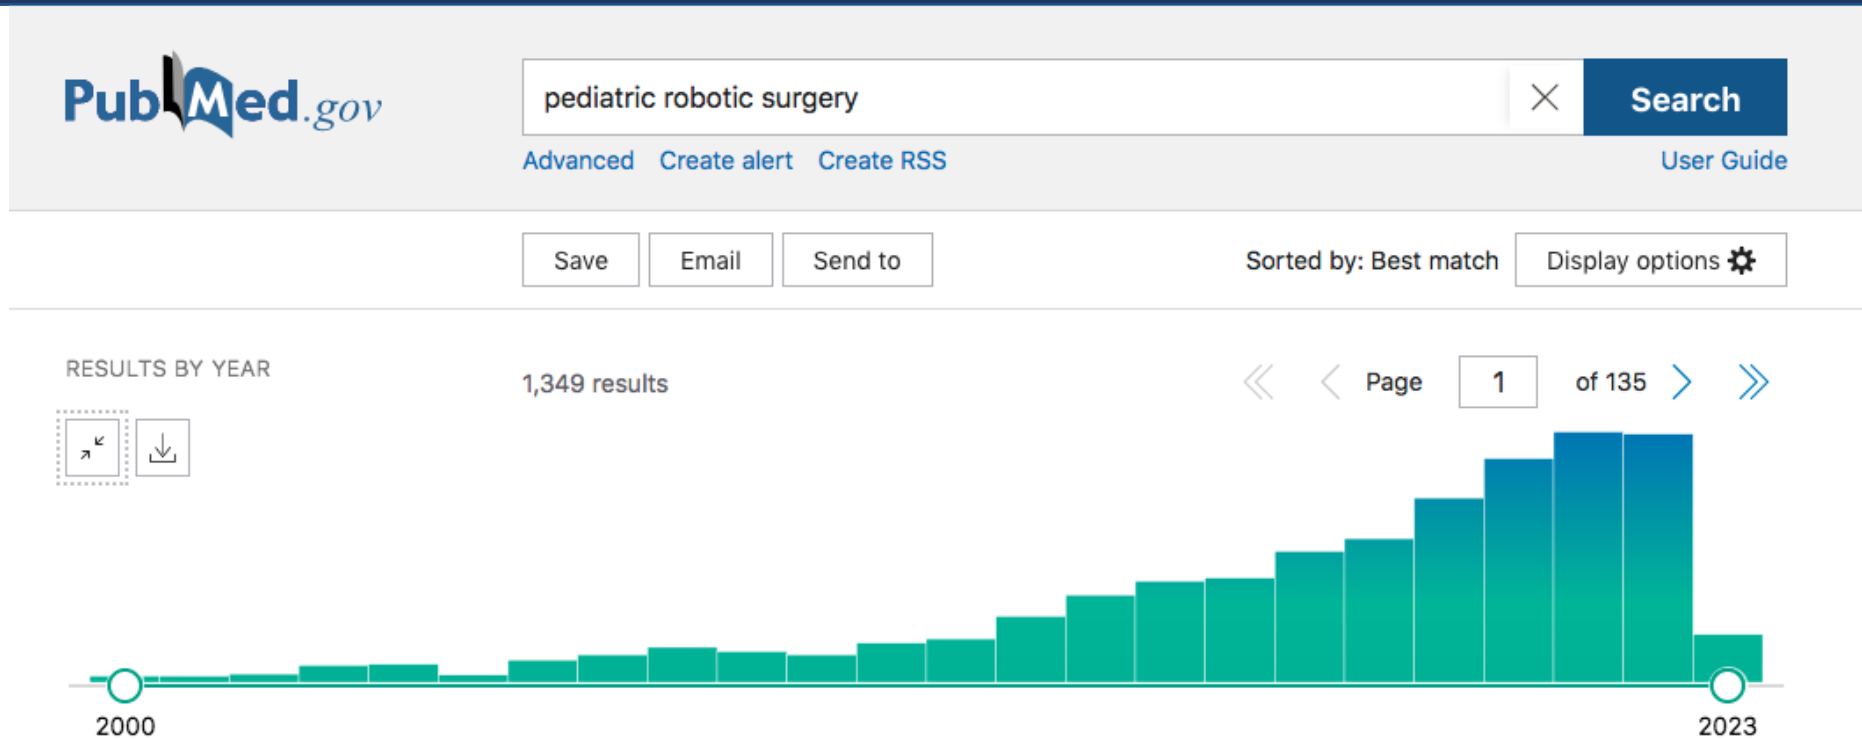 PubMed.gov
pediatric robotic surgery
Search
Advanced Create alert Create RSS
User Guide
Save Email Send to
Sorted by: Best match Display options
RESULTS BY YEAR
1,349 results
Page 1 of 135
2000
2023